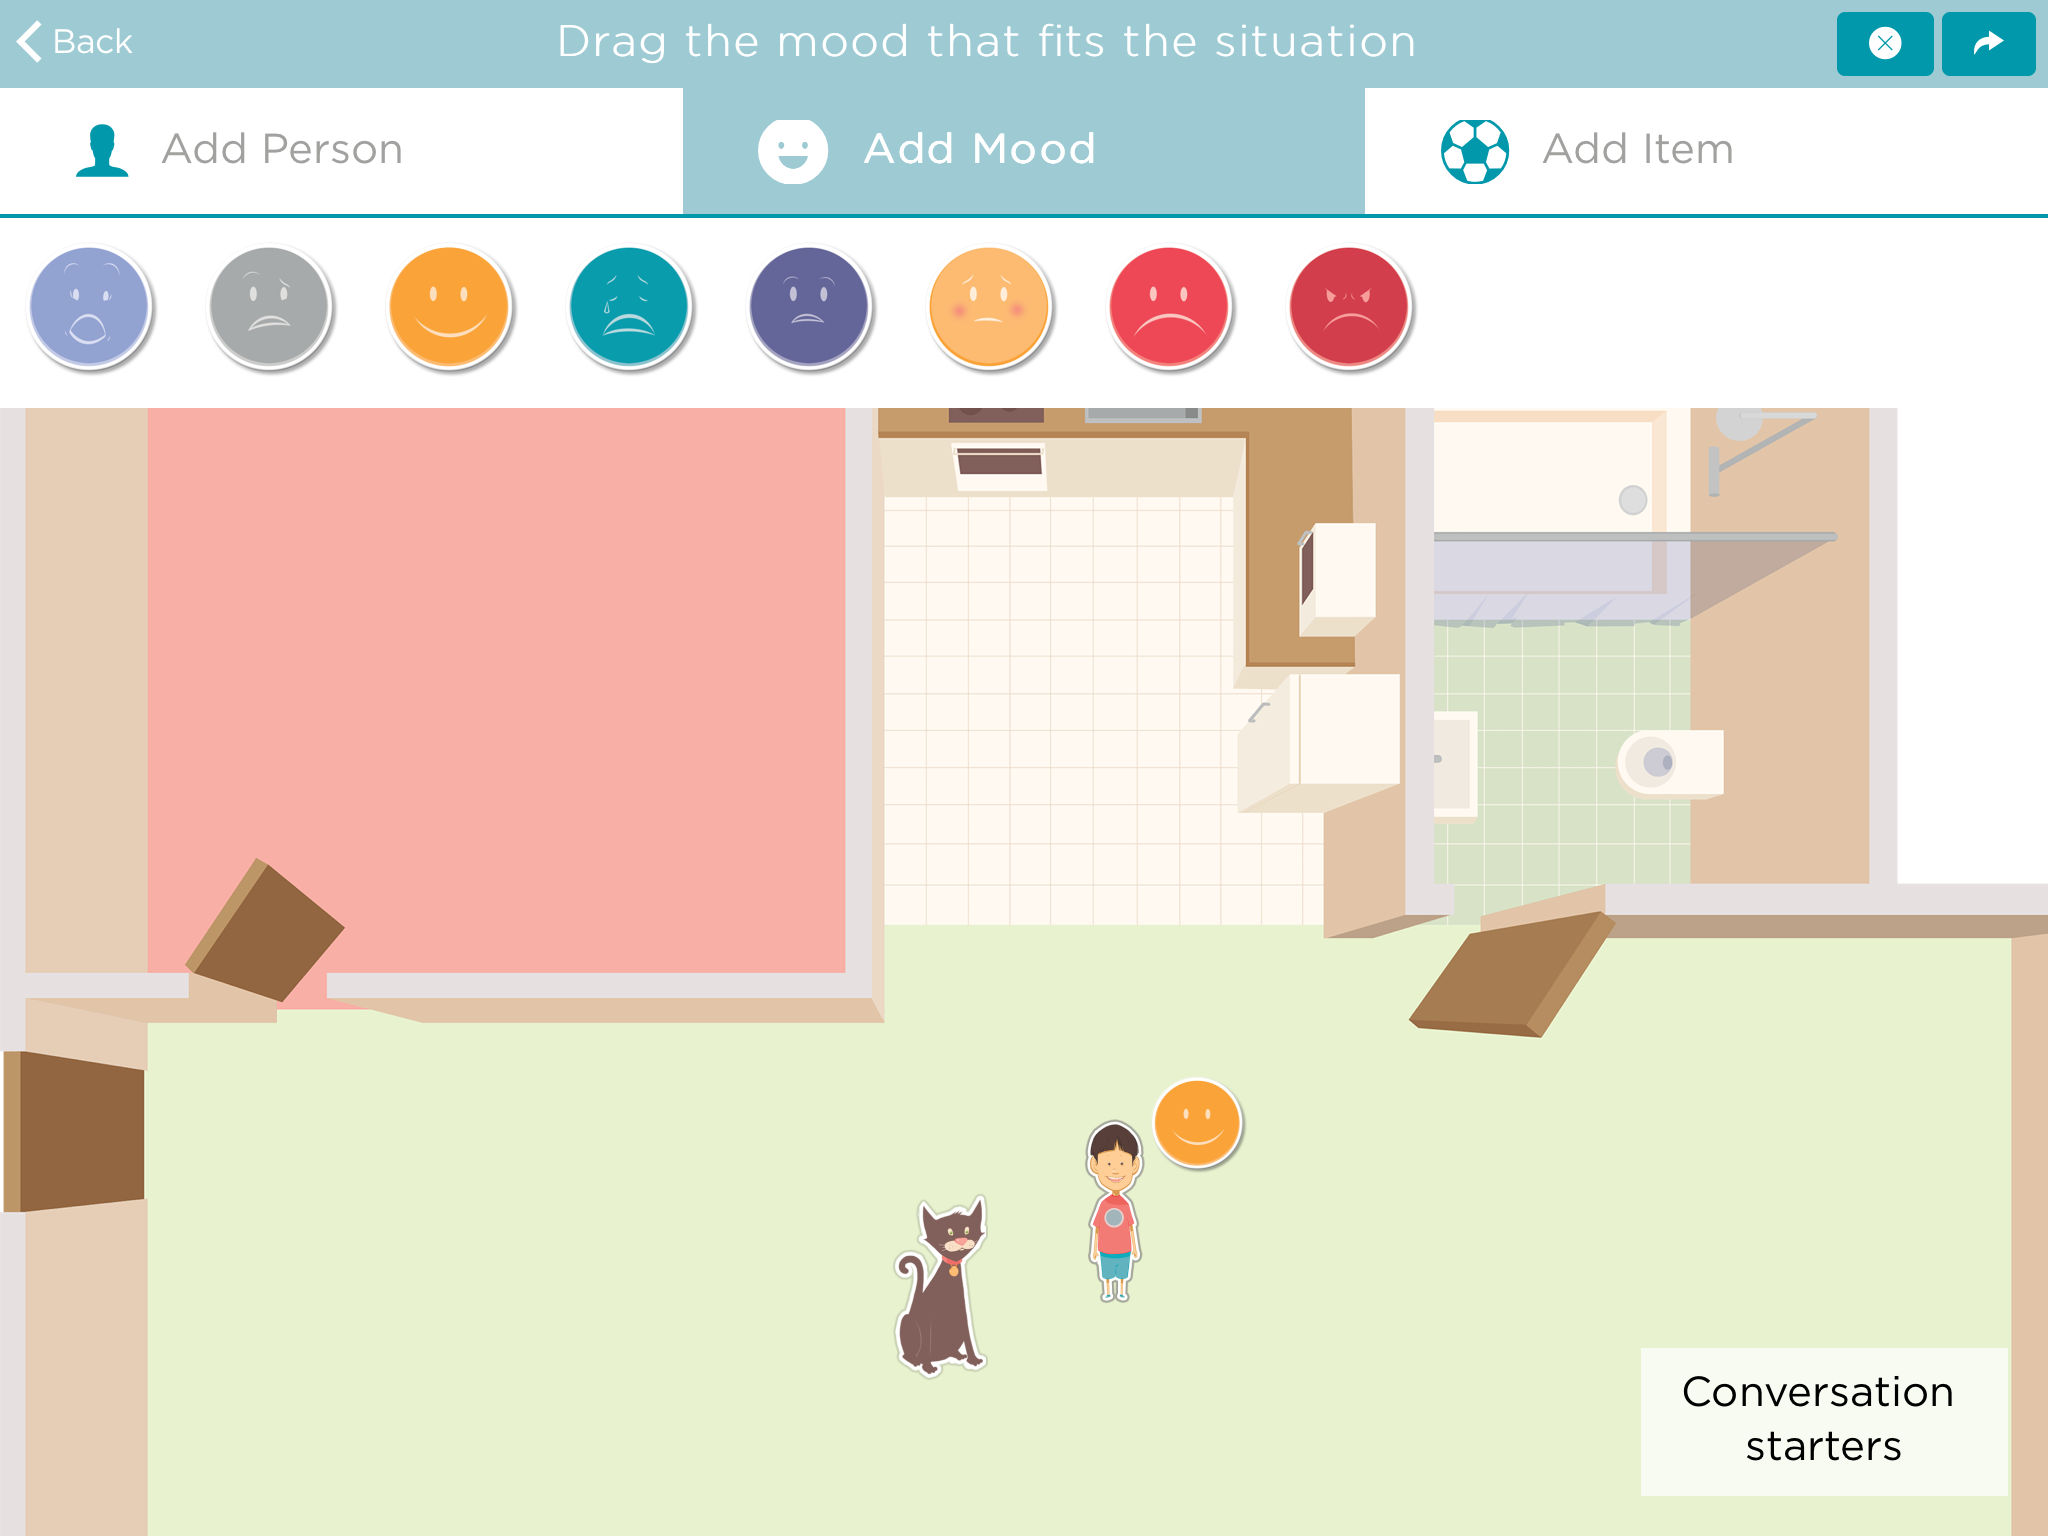 Back
Drag the mood that fits the situation
Add Person
Add Mood
Add Item
Conversation
starters